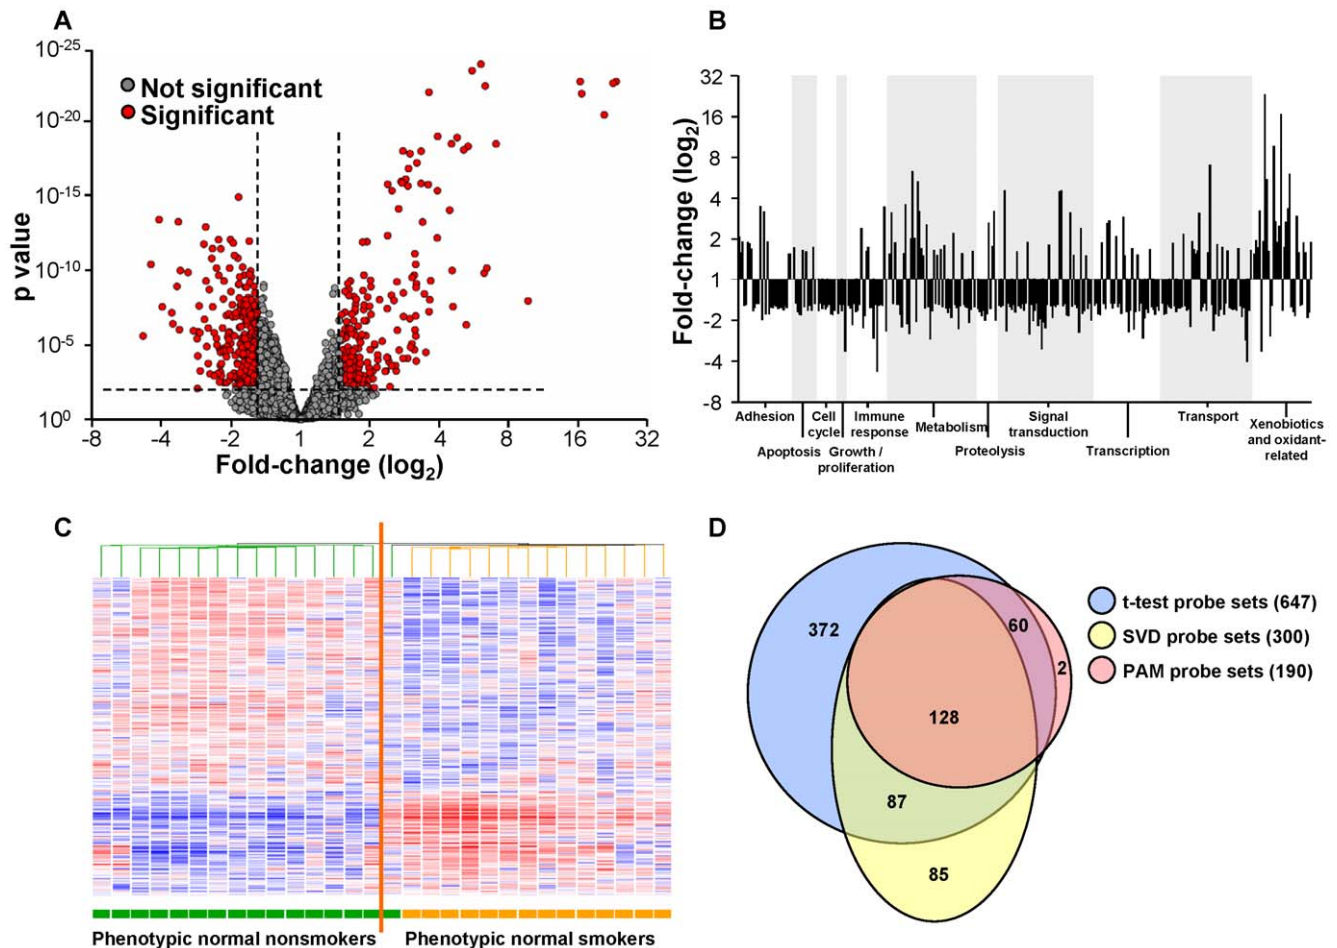 A
10-25
10-20
10-15
10-10
10-5
100
p value
Not significant
Significant
-8
-4
-2
1
2
4
8
16
32
Fold-change (log2)
B
32
16
8
4
2
1
-2
-4
-8
Fold-change (log2)
Adhesion
Apoptosis
Cell
cycle
Growth /
proliferation
Immune
response
Metabolism
Proteolysis
Signal
transduction
Transcription
Transport
Xenobiotics
and oxidant-
related
C
Phenotypic normal nonsmokers
Phenotypic normal smokers
D
372
60
2
128
87
85
t-test probe sets (647)
SVD probe sets (300)
PAM probe sets (190)